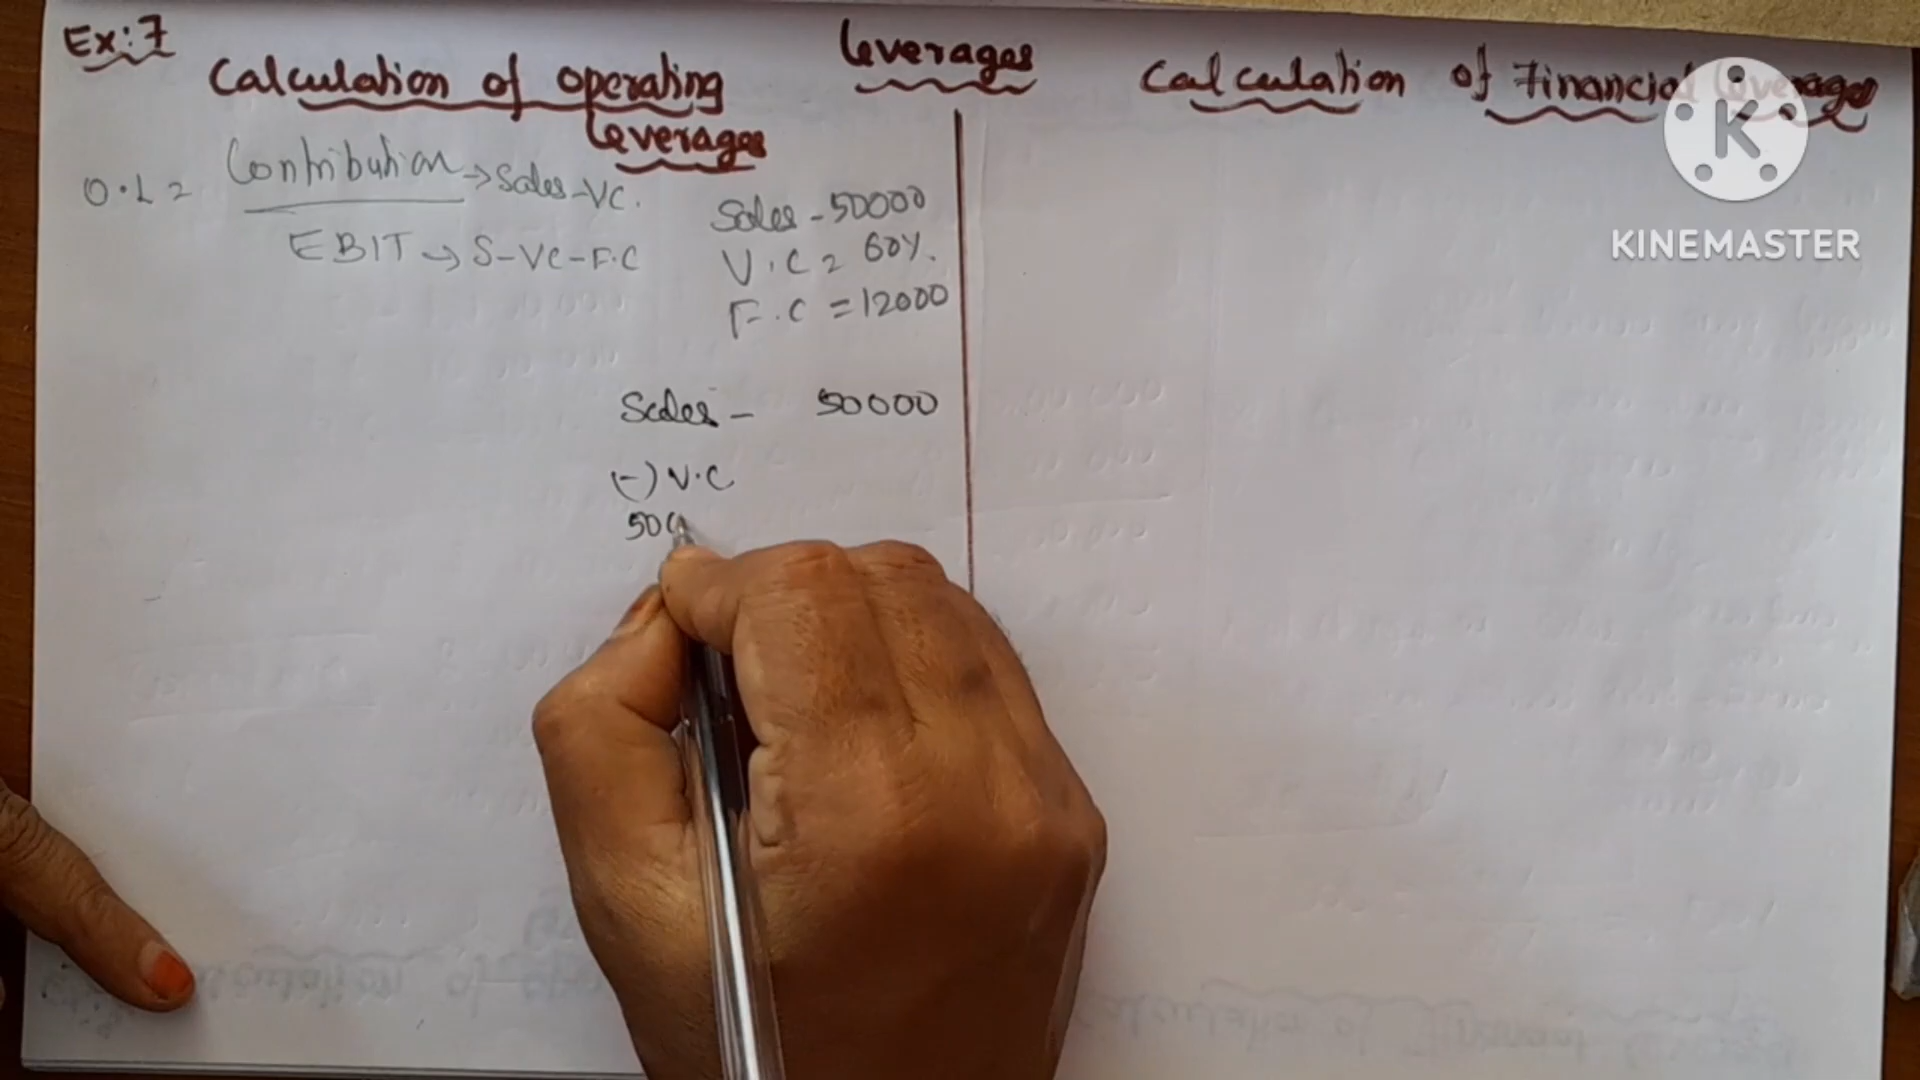 Ex:7
Leverages
Calculation of operating
Leverages
Calculation of Financial Leverages
O.L = Contribution → Sales-VC.
EBIT → S-VC-F.C
Sales - 50000
V.C = 60%.
F.C = 12000
Sales - 50000
(-) V.C
500
K
KINEMASTER